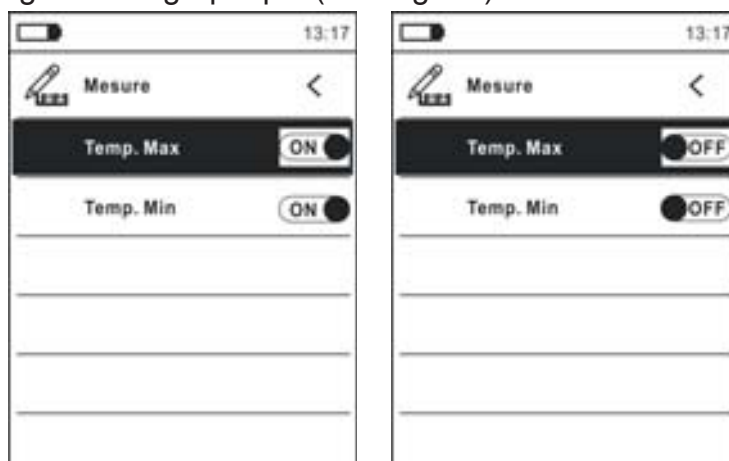 13:17
Mesure <
Temp. Max ON
Temp. Min ON
13:17
Mesure <
Temp. Max OFF
Temp. Min OFF